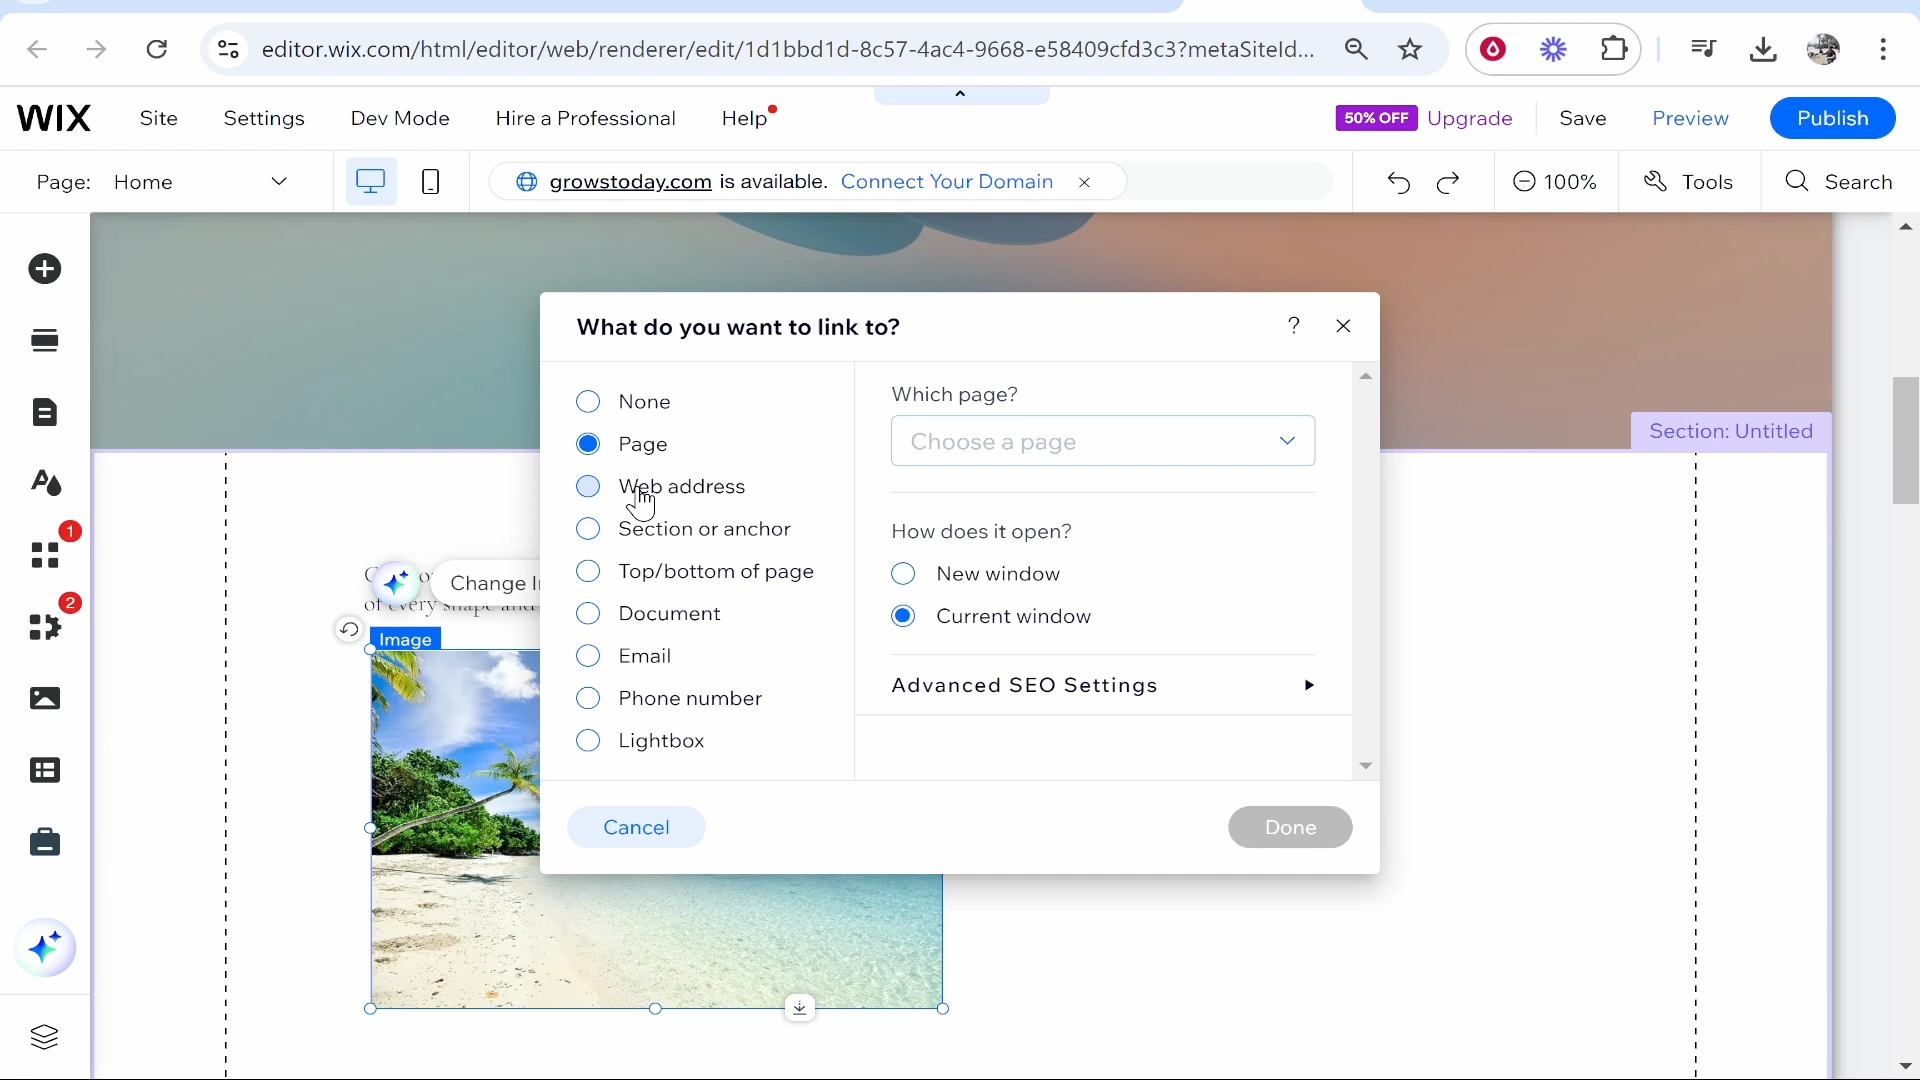 editor.wix.com/html/editor/web/renderer/edit/1d1bbd1d-8c57-4ac4-9668-e58409cfd3c3?metaSiteId...
WIX Site Settings Dev Mode Hire a Professional Help 50% OFF Upgrade Save Preview Publish
Page: Home growstoday.com is available. Connect Your Domain 100% Tools Search
Section: Untitled
What do you want to link to? ?
None
Page
Web address
Section or anchor
Top/bottom of page
Document
Email
Phone number
Lightbox
Which page?
Choose a page
How does it open?
New window
Current window
Advanced SEO Settings
Cancel Done
1
2
Change
of every shape and
Image